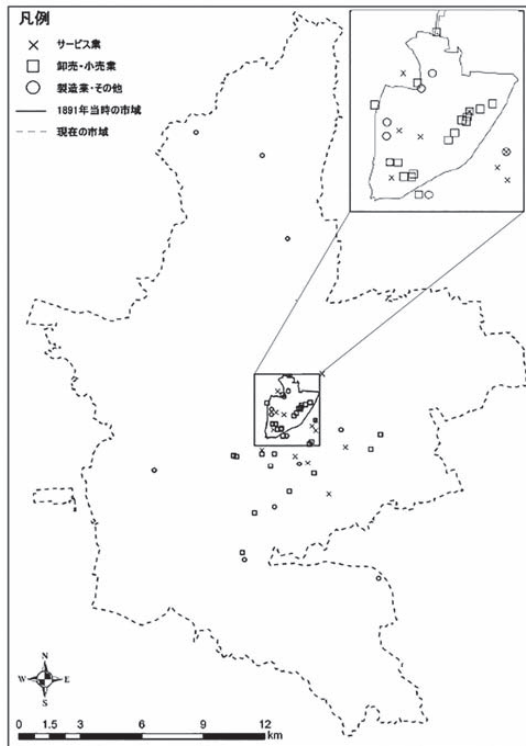 凡例
サービス業
卸売・小売業
製造業・その他
1891年当時の市域
現在の市域
N
W E
S
0 1.5 3 6 9 12
km